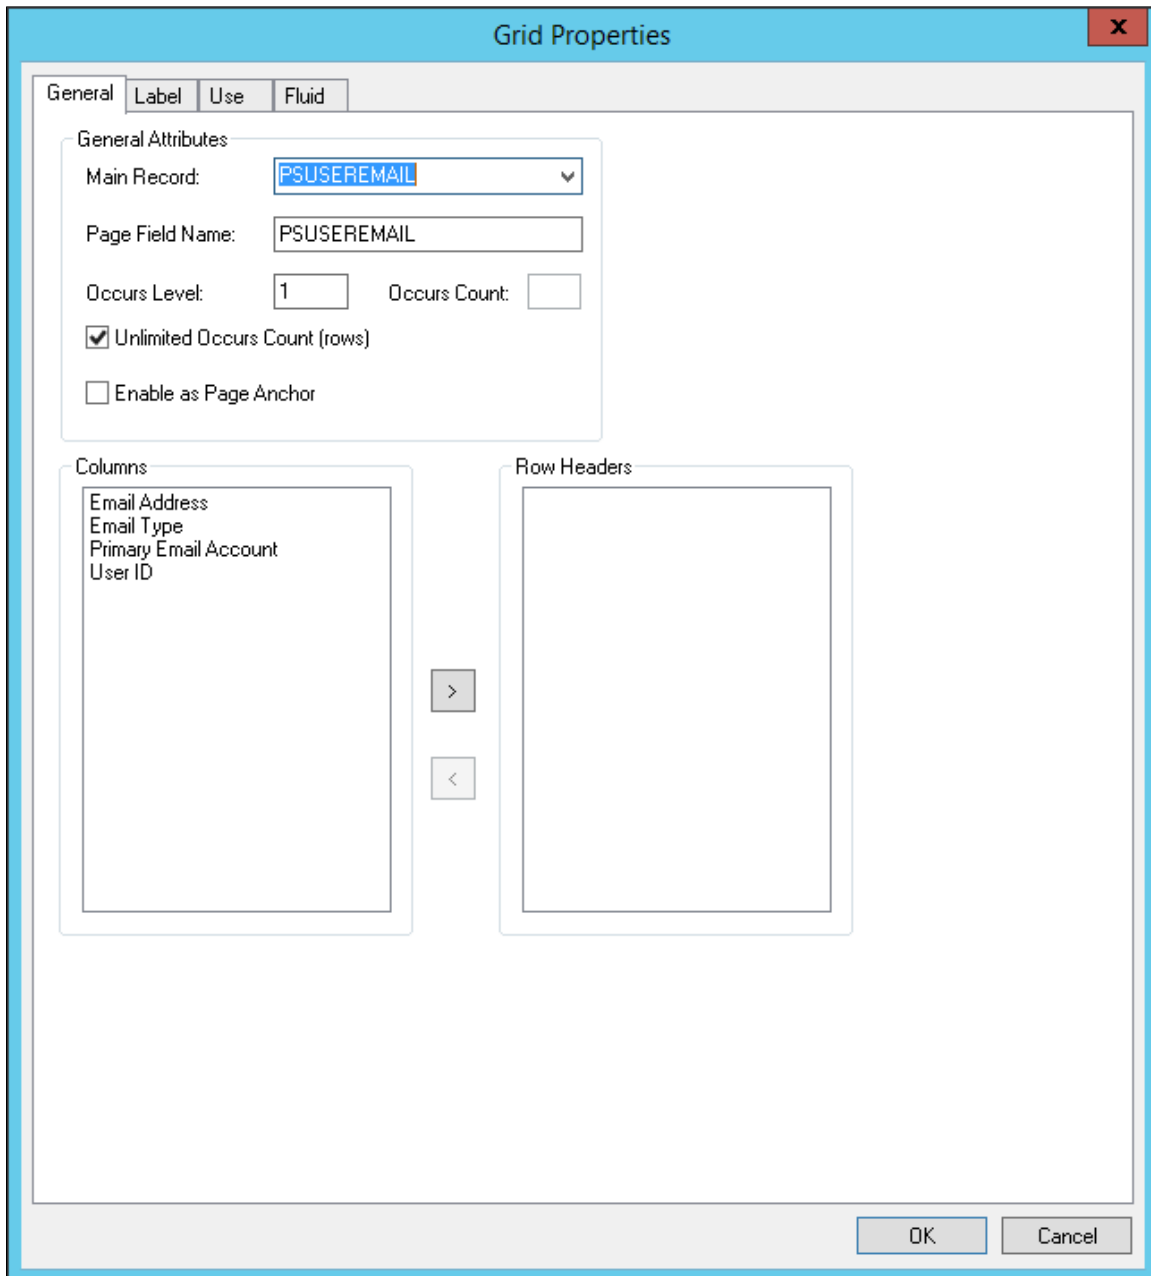 Grid Properties
x
General Label Use Fluid
General Attributes
Main Record: PSUSEREMAIL
Page Field Name: PSUSEREMAIL
Occurs Level: 1 Occurs Count:
Unlimited Occurs Count (rows)
Enable as Page Anchor
Columns
Email Address
Email Type
Primary Email Account
User ID
>
<
Row Headers
OK Cancel